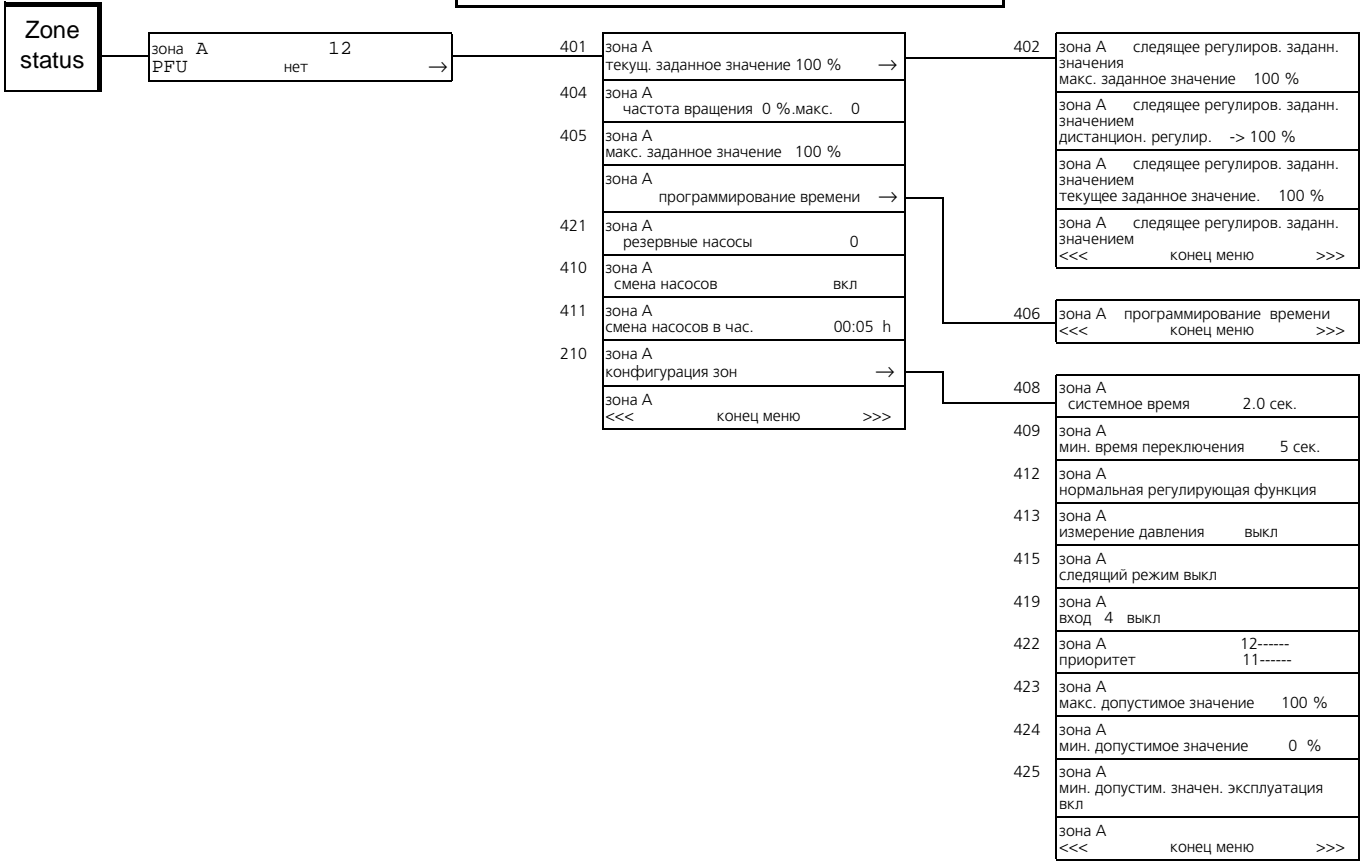 Zone
status
зона A 12
PFU нет →
401 зона А
текущ. заданное значение 100 % →
404 зона А
частота вращения 0 %.макс. 0
405 зона А
макс. заданное значение 100 %
зона А
программирование времени →
421 зона А
резервные насосы 0
410 зона А
смена насосов вкл
411 зона А
смена насосов в час. 00:05 h
210 зона А
конфигурация зон →
зона А
<<< конец меню >>>
402 зона А следящее регулиров. заданн.
значения
макс. заданное значение 100 %
зона А следящее регулиров. заданн.
значением
дистанцион. регулир. -> 100 %
зона А следящее регулиров. заданн.
значением
текущее заданное значение. 100 %
зона А следящее регулиров. заданн.
значением
<<< конец меню >>>
406 зона А программирование времени
<<< конец меню >>>
408 зона А
системное время 2.0 сек.
409 зона А
мин. время переключения 5 сек.
412 зона А
нормальная регулирующая функция
413 зона А
измерение давления выкл
415 зона А
следящий режим выкл
419 зона А
вход 4 выкл
422 зона А 12------
приоритет 11------
423 зона А
макс. допустимое значение 100 %
424 зона А
мин. допустимое значение 0 %
425 зона А
мин. допустим. значен. эксплуатация
вкл
зона А
<<< конец меню >>>